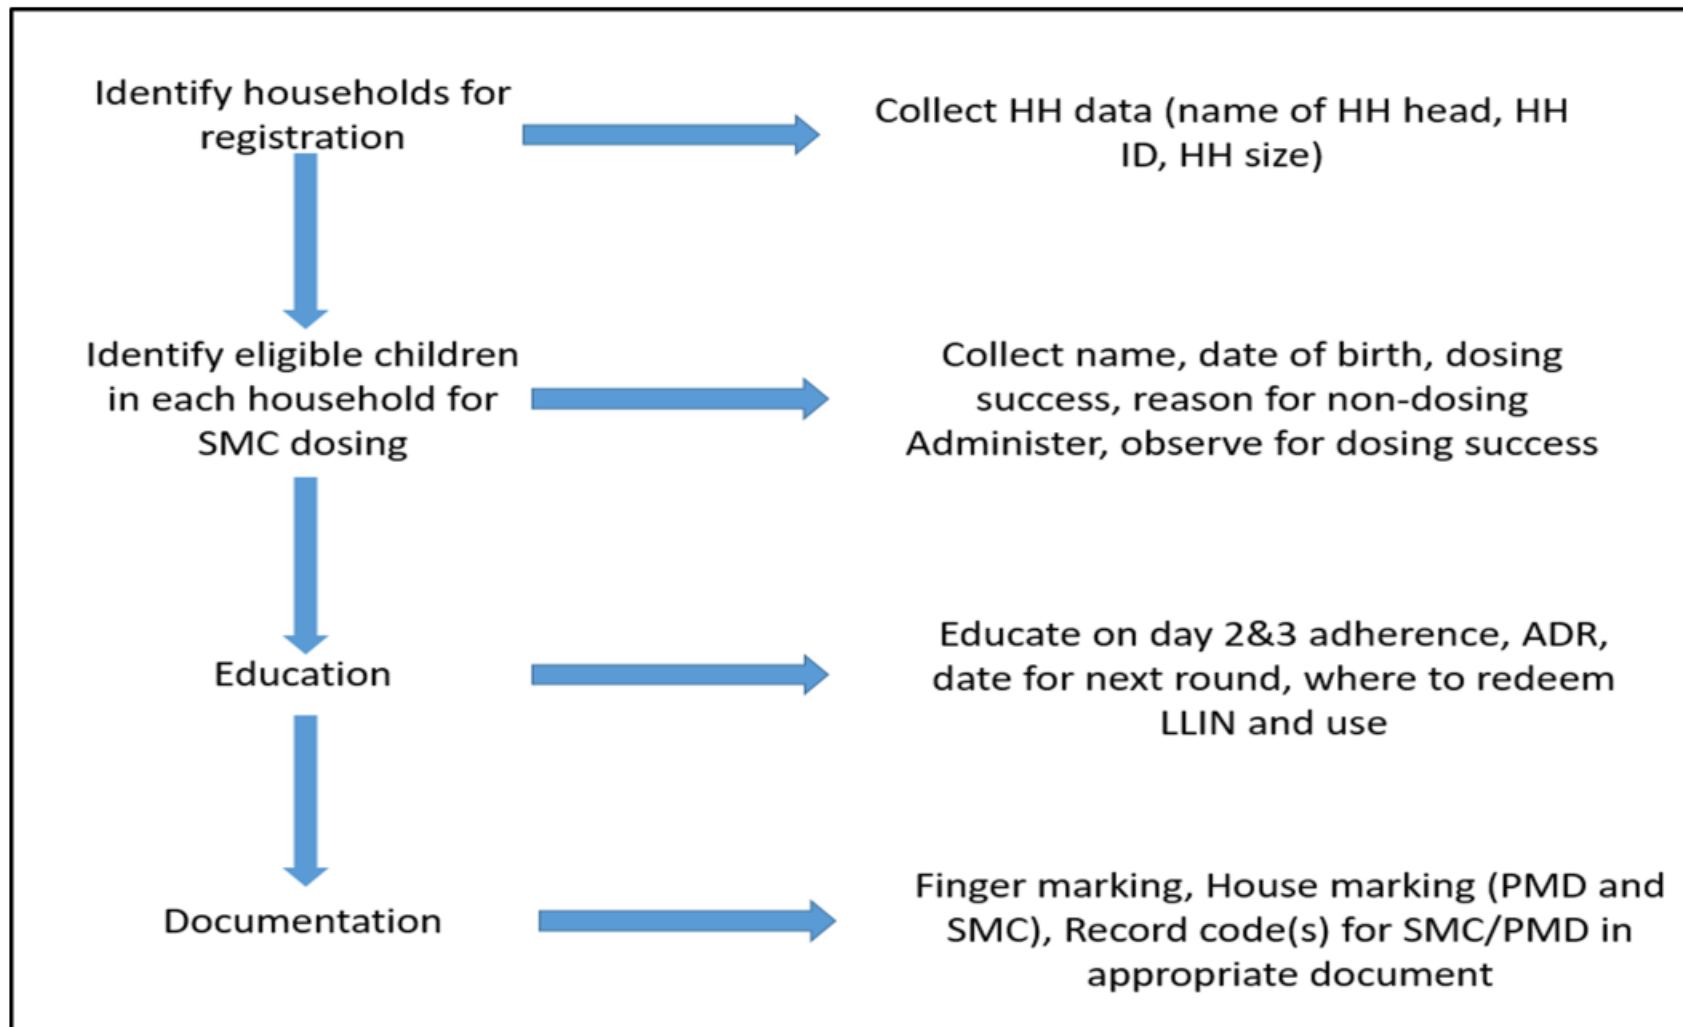 Identify households for
registration
Collect HH data (name of HH head, HH
ID, HH size)
Identify eligible children
in each household for
SMC dosing
Collect name, date of birth, dosing
success, reason for non-dosing
Administer, observe for dosing success
Education
Educate on day 2&3 adherence, ADR,
date for next round, where to redeem
LLIN and use
Documentation
Finger marking, House marking (PMD and
SMC), Record code(s) for SMC/PMD in
appropriate document